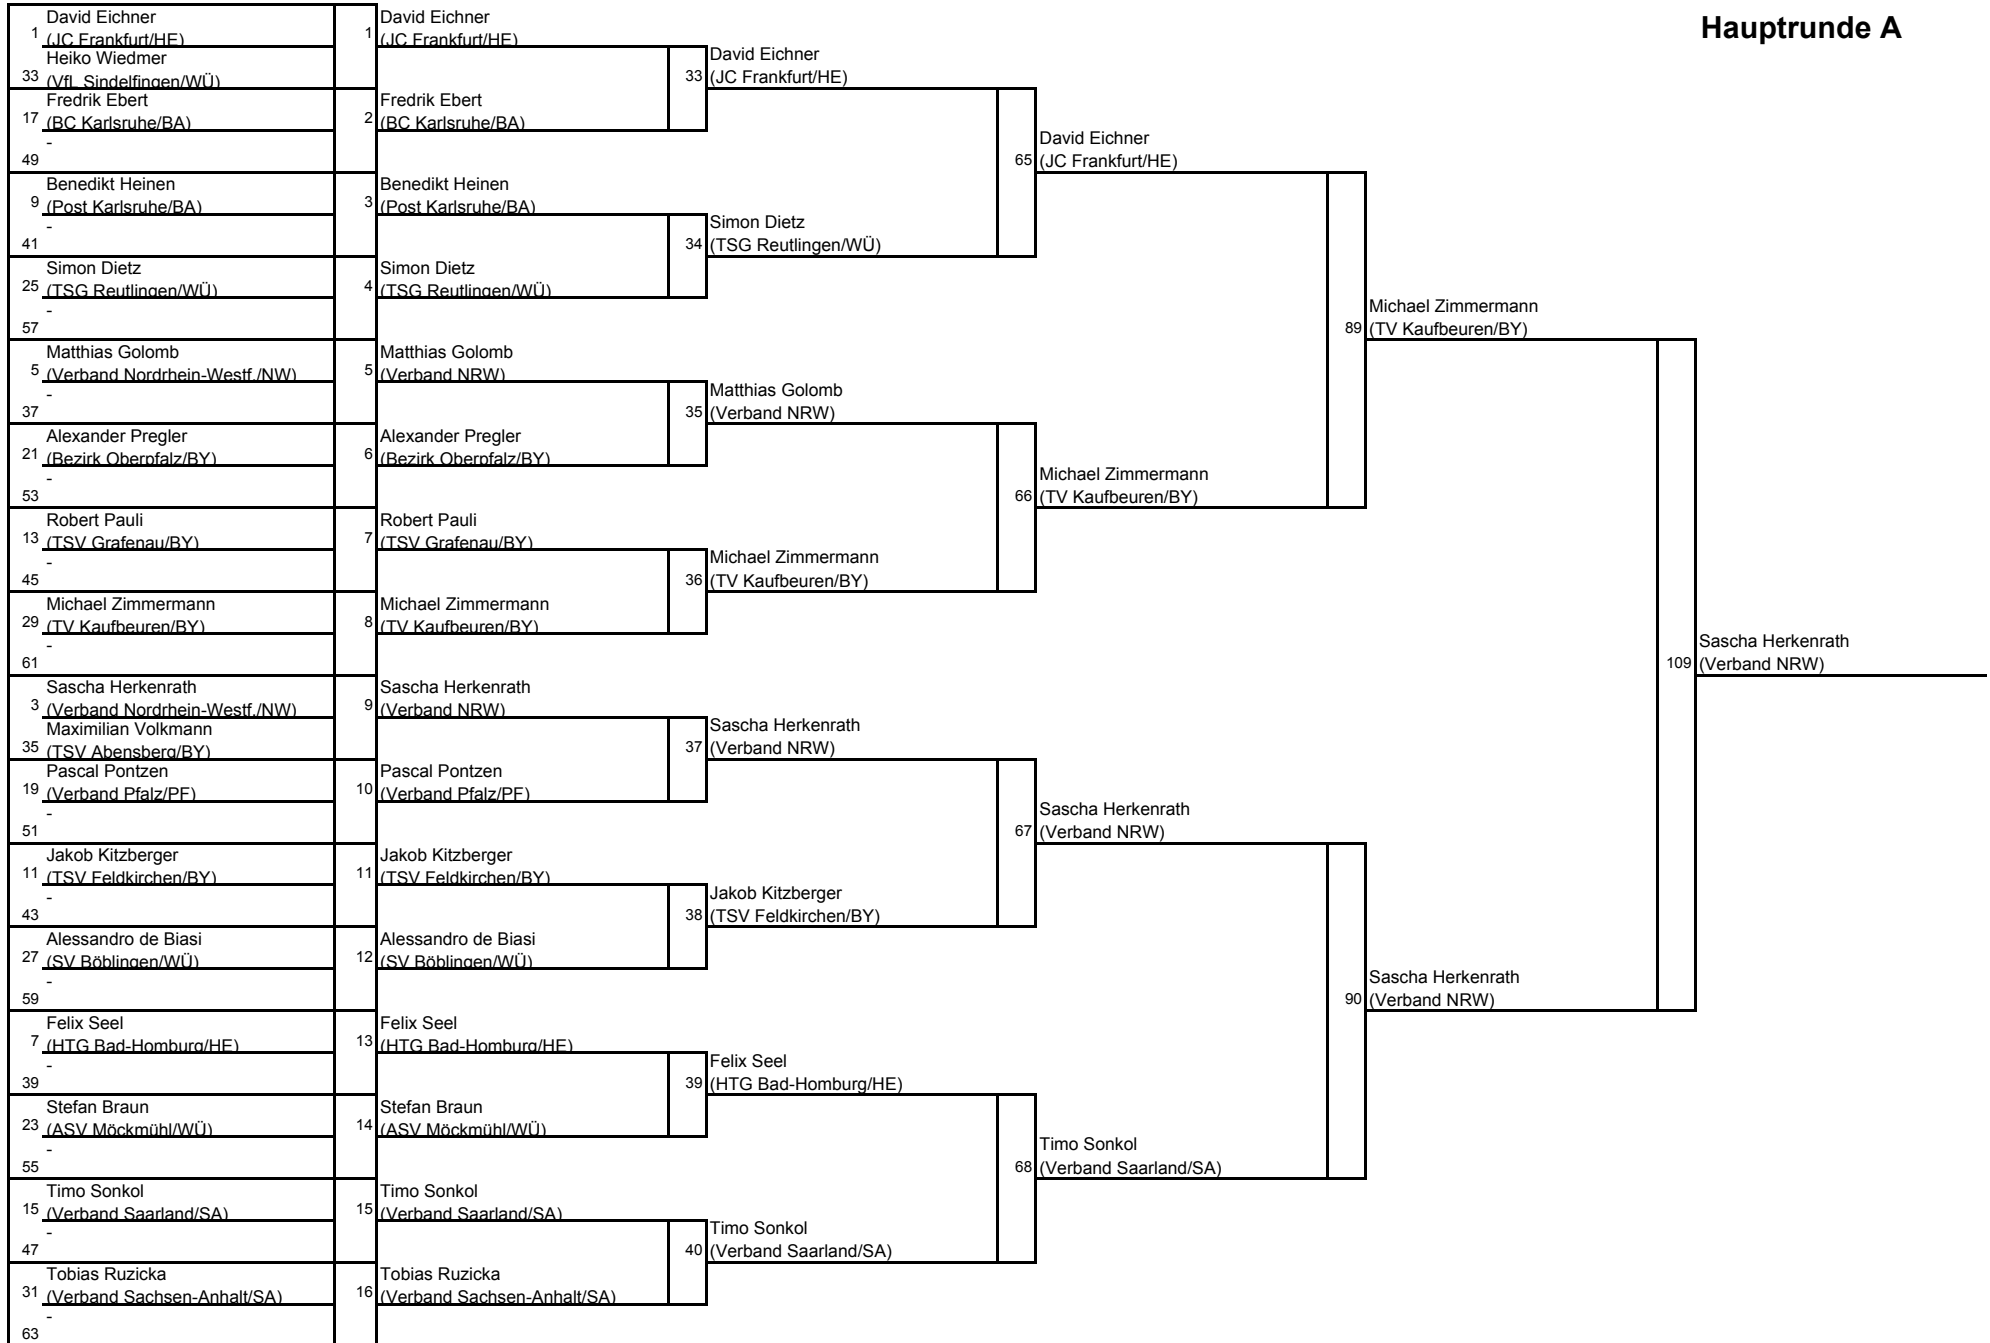 Hauptrunde A
1 David Eichner
(JC Frankfurt/HE)
33 Heiko Wiedmer
(VfL Sindelfingen/WÜ)
17 Fredrik Ebert
(BC Karlsruhe/BA)
49 -
9 Benedikt Heinen
(Post Karlsruhe/BA)
41 -
25 Simon Dietz
(TSG Reutlingen/WÜ)
57 -
5 Matthias Golomb
(Verband Nordrhein-Westf./NW)
37 -
21 Alexander Pregler
(Bezirk Oberpfalz/BY)
53 -
13 Robert Pauli
(TSV Grafenau/BY)
45 -
29 Michael Zimmermann
(TV Kaufbeuren/BY)
61 -
3 Sascha Herkenrath
(Verband Nordrhein-Westf./NW)
35 Maximilian Volkmann
(TSV Abensberg/BY)
19 Pascal Pontzen
(Verband Pfalz/PF)
51 -
11 Jakob Kitzberger
(TSV Feldkirchen/BY)
43 -
27 Alessandro de Biasi
(SV Böblingen/WÜ)
59 -
7 Felix Seel
(HTG Bad-Homburg/HE)
39 -
23 Stefan Braun
(ASV Möckmühl/WÜ)
55 -
15 Timo Sonkol
(Verband Saarland/SA)
47 -
31 Tobias Ruzicka
(Verband Sachsen-Anhalt/SA)
63 -
1 David Eichner
(JC Frankfurt/HE)
2 Fredrik Ebert
(BC Karlsruhe/BA)
3 Benedikt Heinen
(Post Karlsruhe/BA)
4 Simon Dietz
(TSG Reutlingen/WÜ)
5 Matthias Golomb
(Verband NRW)
6 Alexander Pregler
(Bezirk Oberpfalz/BY)
7 Robert Pauli
(TSV Grafenau/BY)
8 Michael Zimmermann
(TV Kaufbeuren/BY)
9 Sascha Herkenrath
(Verband NRW)
10 Pascal Pontzen
(Verband Pfalz/PF)
11 Jakob Kitzberger
(TSV Feldkirchen/BY)
12 Alessandro de Biasi
(SV Böblingen/WÜ)
13 Felix Seel
(HTG Bad-Homburg/HE)
14 Stefan Braun
(ASV Möckmühl/WÜ)
15 Timo Sonkol
(Verband Saarland/SA)
16 Tobias Ruzicka
(Verband Sachsen-Anhalt/SA)
33 David Eichner
(JC Frankfurt/HE)
34 Simon Dietz
(TSG Reutlingen/WÜ)
35 Matthias Golomb
(Verband NRW)
36 Michael Zimmermann
(TV Kaufbeuren/BY)
37 Sascha Herkenrath
(Verband NRW)
38 Jakob Kitzberger
(TSV Feldkirchen/BY)
39 Felix Seel
(HTG Bad-Homburg/HE)
40 Timo Sonkol
(Verband Saarland/SA)
65 David Eichner
(JC Frankfurt/HE)
66 Michael Zimmermann
(TV Kaufbeuren/BY)
67 Sascha Herkenrath
(Verband NRW)
68 Timo Sonkol
(Verband Saarland/SA)
89 Michael Zimmermann
(TV Kaufbeuren/BY)
90 Sascha Herkenrath
(Verband NRW)
109 Sascha Herkenrath
(Verband NRW)